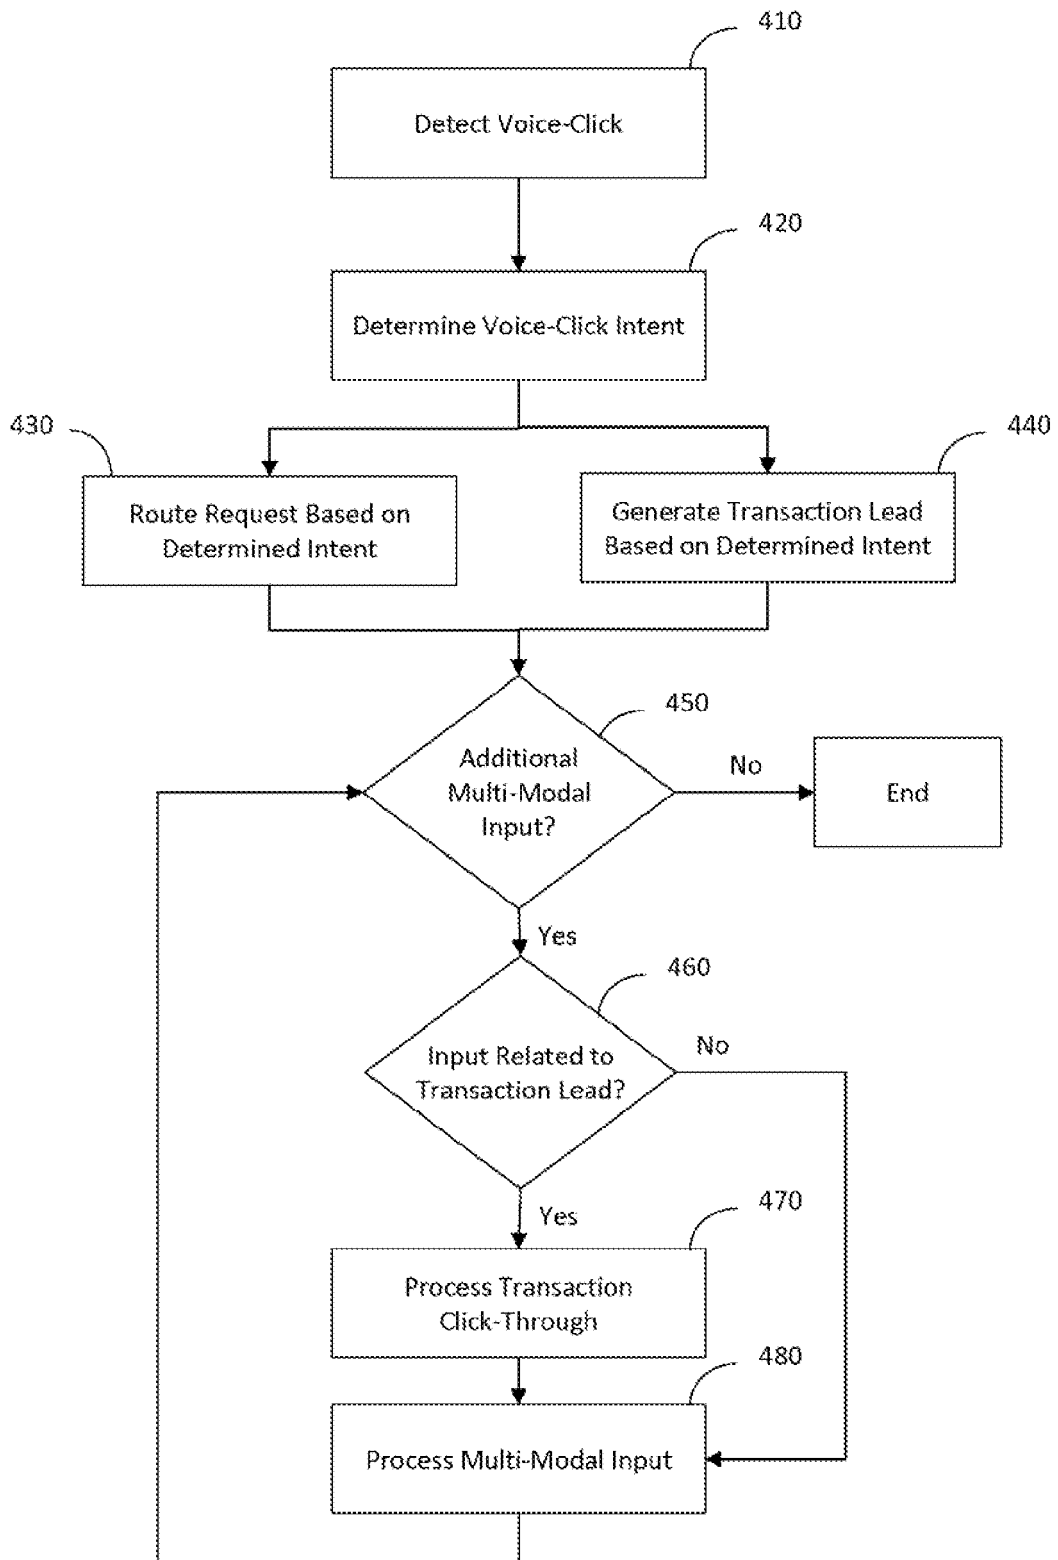 410
Detect Voice-Click
420
Determine Voice-Click Intent
430
440
Route Request Based on
Determined Intent
Generate Transaction Lead
Based on Determined Intent
450
Additional
Multi-Modal
Input?
No
End
Yes
460
Input Related to
Transaction Lead?
No
Yes
470
Process Transaction
Click-Through
480
Process Multi-Modal Input